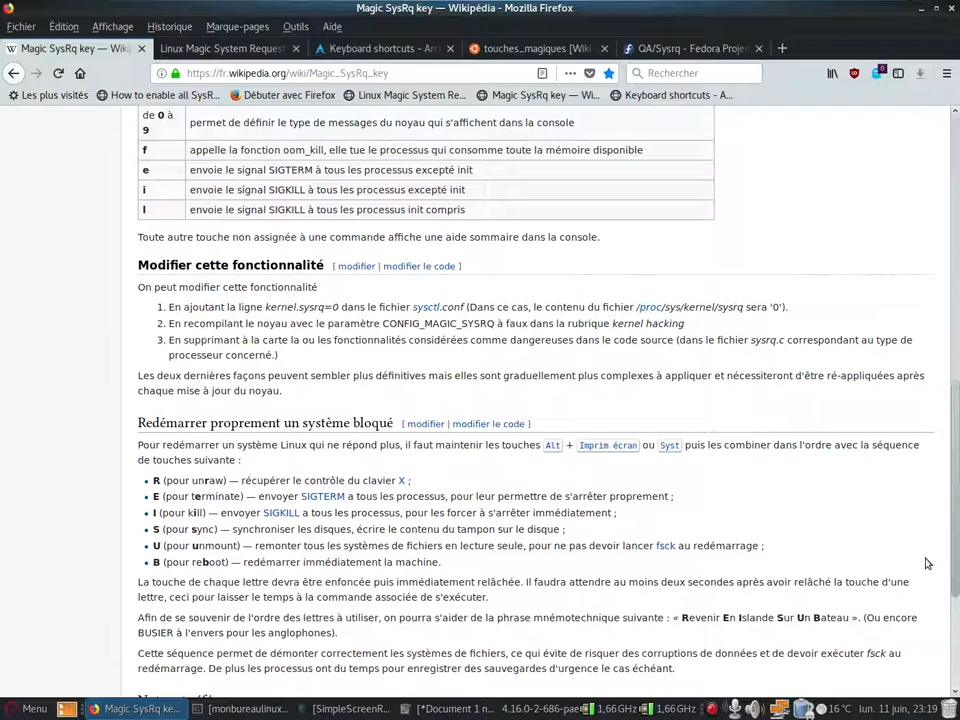 Magic SysRq key — Wikipédia - Mozilla Firefox
Fichier Édition Affichage Historique Marque-pages Outils Aide
Magic SysRq key — Wiki
Linux Magic System Request
Keyboard shortcuts - Arc
touches_magiques [Wiki
QA/Sysrq - Fedora Proje
https://fr.wikipedia.org/wiki/Magic_SysRq_key
Rechercher
0
Les plus visités
How to enable all SysR...
Débuter avec Firefox
Linux Magic System Re...
Magic SysRq key — Wi...
Keyboard shortcuts - A...
de 0 à
9
permet de définir le type de messages du noyau qui s'affichent dans la console
f appelle la fonction oom_kill, elle tue le processus qui consomme toute la mémoire disponible
e envoie le signal SIGTERM à tous les processus excepté init
i envoie le signal SIGKILL à tous les processus excepté init
l envoie le signal SIGKILL à tous les processus init compris
Toute autre touche non assignée à une commande affiche une aide sommaire dans la console.
Modifier cette fonctionnalité [ modifier | modifier le code ]
On peut modifier cette fonctionnalité
1. En ajoutant la ligne kernel.sysrq=0 dans le fichier sysctl.conf (Dans ce cas, le contenu du fichier /proc/sys/kernel/sysrq sera '0').
2. En recompilant le noyau avec le paramètre CONFIG_MAGIC_SYSRQ à faux dans la rubrique kernel hacking
3. En supprimant à la carte la ou les fonctionnalités considérées comme dangereuses dans le code source (dans le fichier sysrq.c correspondant au type de
processeur concerné.)
Les deux dernières façons peuvent sembler plus définitives mais elles sont graduellement plus complexes à appliquer et nécessiteront d'être ré-appliquées après
chaque mise à jour du noyau.
Redémarrer proprement un système bloqué [ modifier | modifier le code ]
Pour redémarrer un système Linux qui ne répond plus, il faut maintenir les touches Alt + Imprim écran ou Syst puis les combiner dans l'ordre avec la séquence
de touches suivante :
• R (pour unraw) — récupérer le contrôle du clavier X ;
• E (pour terminate) — envoyer SIGTERM a tous les processus, pour leur permettre de s'arrêter proprement ;
• I (pour kill) — envoyer SIGKILL a tous les processus, pour les forcer à s'arrêter immédiatement ;
• S (pour sync) — synchroniser les disques, écrire le contenu du tampon sur le disque ;
• U (pour unmount) — remonter tous les systèmes de fichiers en lecture seule, pour ne pas devoir lancer fsck au redémarrage ;
• B (pour reboot) — redémarrer immédiatement la machine.
La touche de chaque lettre devra être enfoncée puis immédiatement relâchée. Il faudra attendre au moins deux secondes après avoir relâché la touche d'une
lettre, ceci pour laisser le temps à la commande associée de s'exécuter.
Afin de se souvenir de l'ordre des lettres à utiliser, on pourra s'aider de la phrase mnémotechnique suivante : « Revenir En Islande Sur Un Bateau ». (Ou encore
BUSIER à l'envers pour les anglophones).
Cette séquence permet de démonter correctement les systèmes de fichiers, ce qui évite de risquer des corruptions de données et de devoir exécuter fsck au
redémarrage. De plus les processus ont du temps pour enregistrer des sauvegardes d'urgence le cas échéant.
Menu
Magic SysRq ke...
[monbureaulinux...
[SimpleScreenR...
[*Document 1 n...
4.16.0-2-686-pae
1,66 GHz
1,66 GHz
16 °C
lun. 11 juin, 23:19